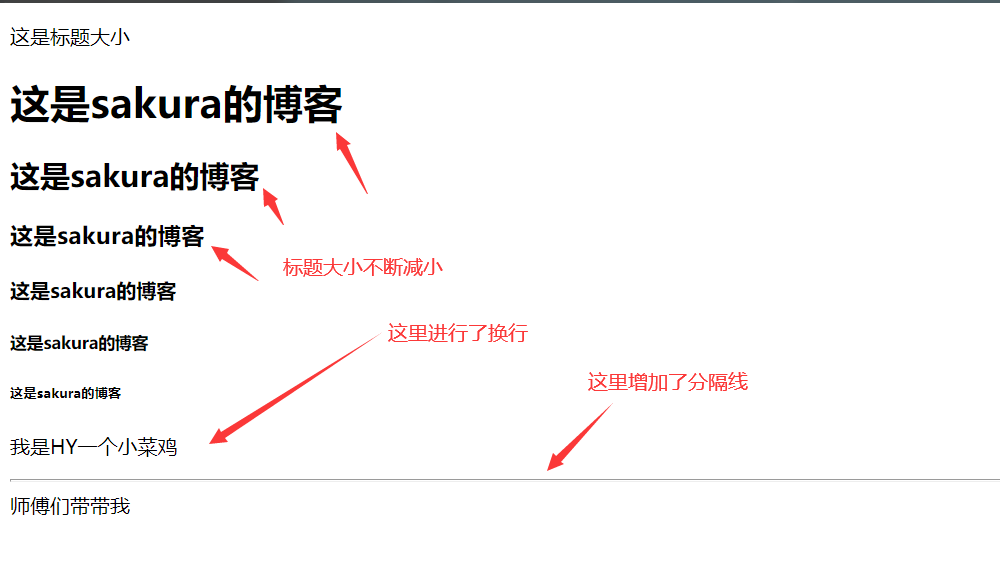 这是标题大小
这是sakura的博客
这是sakura的博客
这是sakura的博客
标题大小不断减小
这是sakura的博客
这里进行了换行
这是sakura的博客
这里增加了分隔线
这是sakura的博客
我是HY一个小菜鸡
师傅们带带我